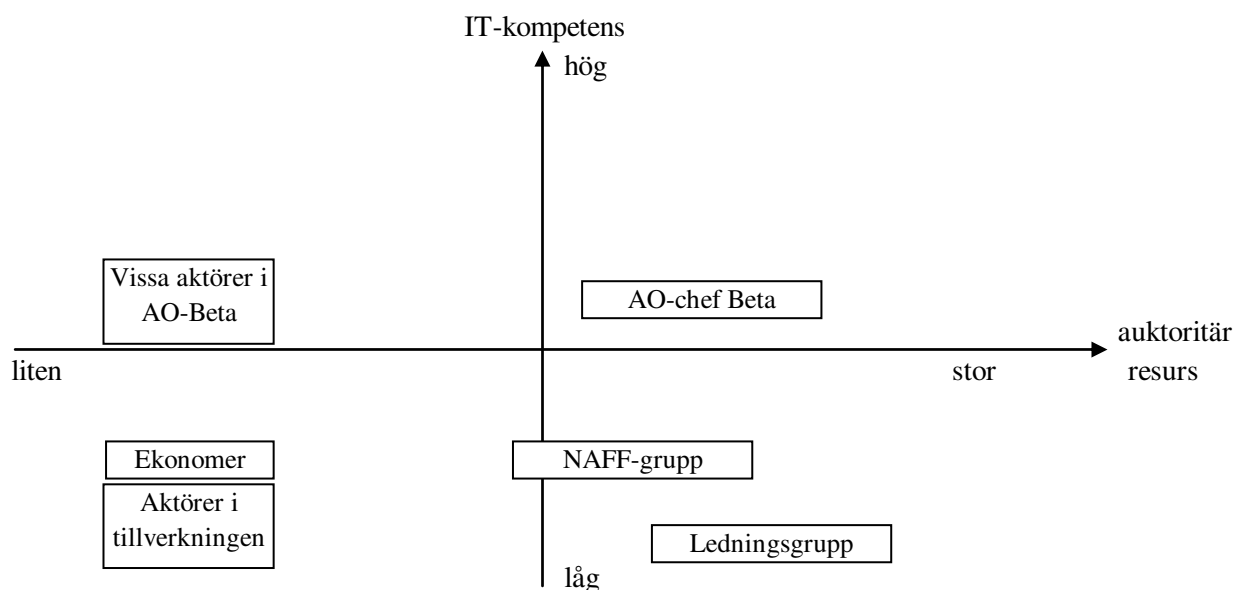 IT-kompetens
hög
Vissa aktörer i
AO-Beta
AO-chef Beta
auktoritär
resurs
liten
stor
Ekonomer
NAFF-grupp
Aktörer i
tillverkningen
Ledningsgrupp
låg